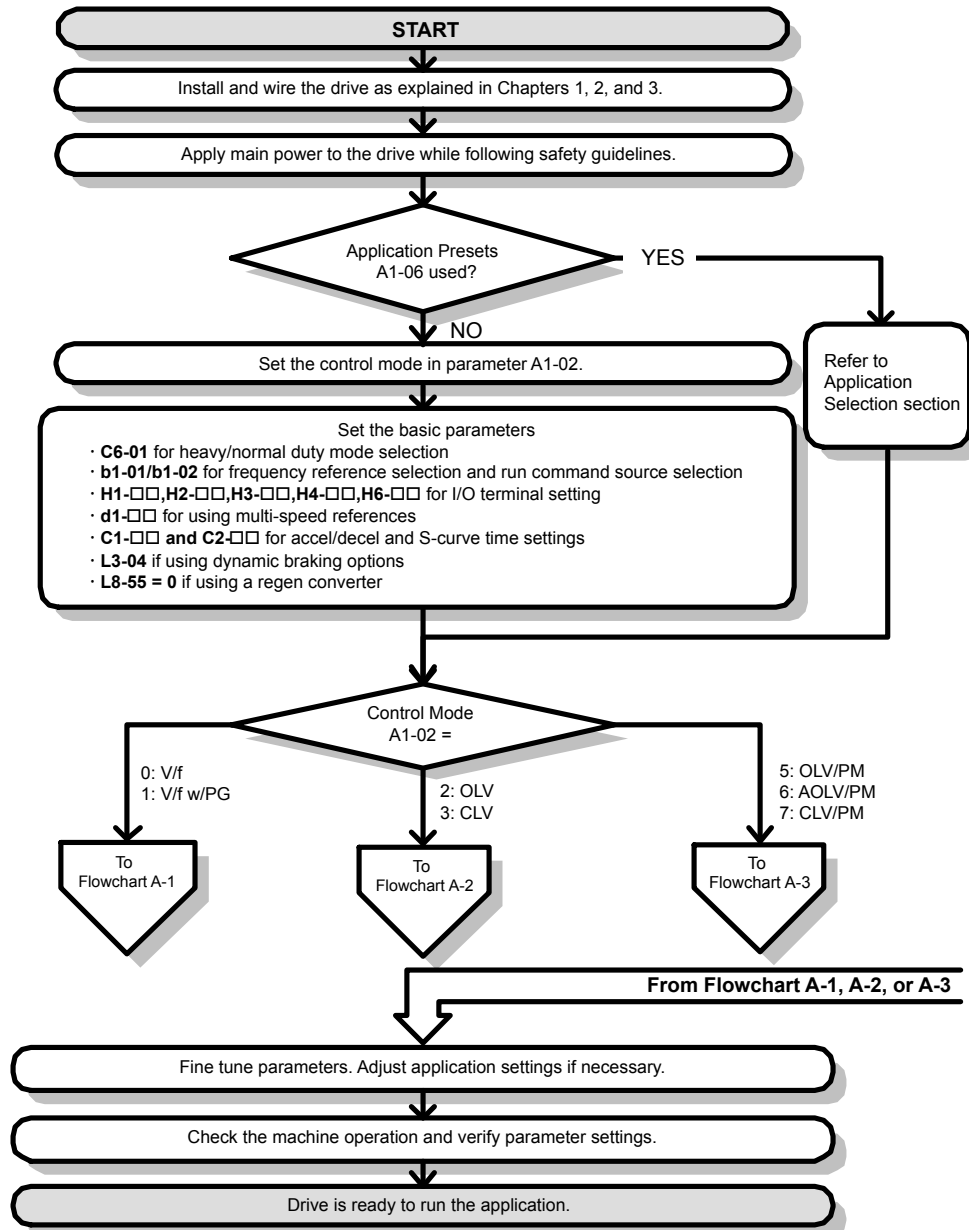 START
Install and wire the drive as explained in Chapters 1, 2, and 3.
Apply main power to the drive while following safety guidelines.
Application Presets
A1-06 used?
YES
NO
Set the control mode in parameter A1-02.
Refer to
Application
Selection section
Set the basic parameters
· C6-01 for heavy/normal duty mode selection
· b1-01/b1-02 for frequency reference selection and run command source selection
· H1-□□,H2-□□,H3-□□,H4-□□,H6-□□ for I/O terminal setting
· d1-□□ for using multi-speed references
· C1-□□ and C2-□□ for accel/decel and S-curve time settings
· L3-04 if using dynamic braking options
· L8-55 = 0 if using a regen converter
Control Mode
A1-02 =
0: V/f
1: V/f w/PG
2: OLV
3: CLV
5: OLV/PM
6: AOLV/PM
7: CLV/PM
To
Flowchart A-1
To
Flowchart A-2
To
Flowchart A-3
From Flowchart A-1, A-2, or A-3
Fine tune parameters. Adjust application settings if necessary.
Check the machine operation and verify parameter settings.
Drive is ready to run the application.